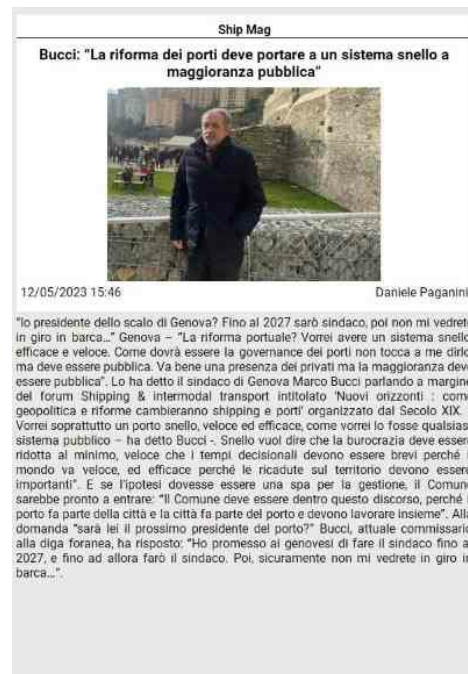 Ship Mag
Bucci: “La riforma dei porti deve portare a un sistema snello a
maggioranza pubblica”
12/05/2023 15:46 Daniele Paganini
"Io presidente dello scalo di Genova? Fino al 2027 sarò sindaco, poi non mi vedrete
in giro in barca…” Genova – “La riforma portuale? Vorrei avere un sistema snello
efficace e veloce. Come dovrà essere la governance dei porti non tocca a me dirlo
ma deve essere pubblica. Va bene una presenza dei privati ma la maggioranza deve
essere pubblica”. Lo ha detto il sindaco di Genova Marco Bucci parlando a margine
del forum Shipping & intermodal transport intitolato ‘Nuovi orizzonti : come
geopolitica e riforme cambieranno shipping e porti’ organizzato dal Secolo XIX.
Vorrei soprattutto un porto snello, veloce ed efficace, come vorrei lo fosse qualsiasi
sistema pubblico – ha detto Bucci -. Snello vuol dire che la burocrazia deve essere
ridotta al minimo, veloce che i tempi decisionali devono essere brevi perché
mondo va veloce, ed efficace perché le ricadute sul territorio devono essere
importanti”. E se l’ipotesi dovesse essere una spa per la gestione, il Comune
sarebbe pronto a entrare: “Il Comune deve essere dentro questo discorso, perché
porto fa parte della città e la città fa parte del porto e devono lavorare insieme”. Alla
domanda “sarà lei il prossimo presidente del porto?” Bucci, attuale commissario
alla diga foranea, ha risposto: “Ho promesso ai genovesi di fare il sindaco fino al
2027, e fino ad allora farò il sindaco. Poi, sicuramente non mi vedrete in giro in
barca…”.